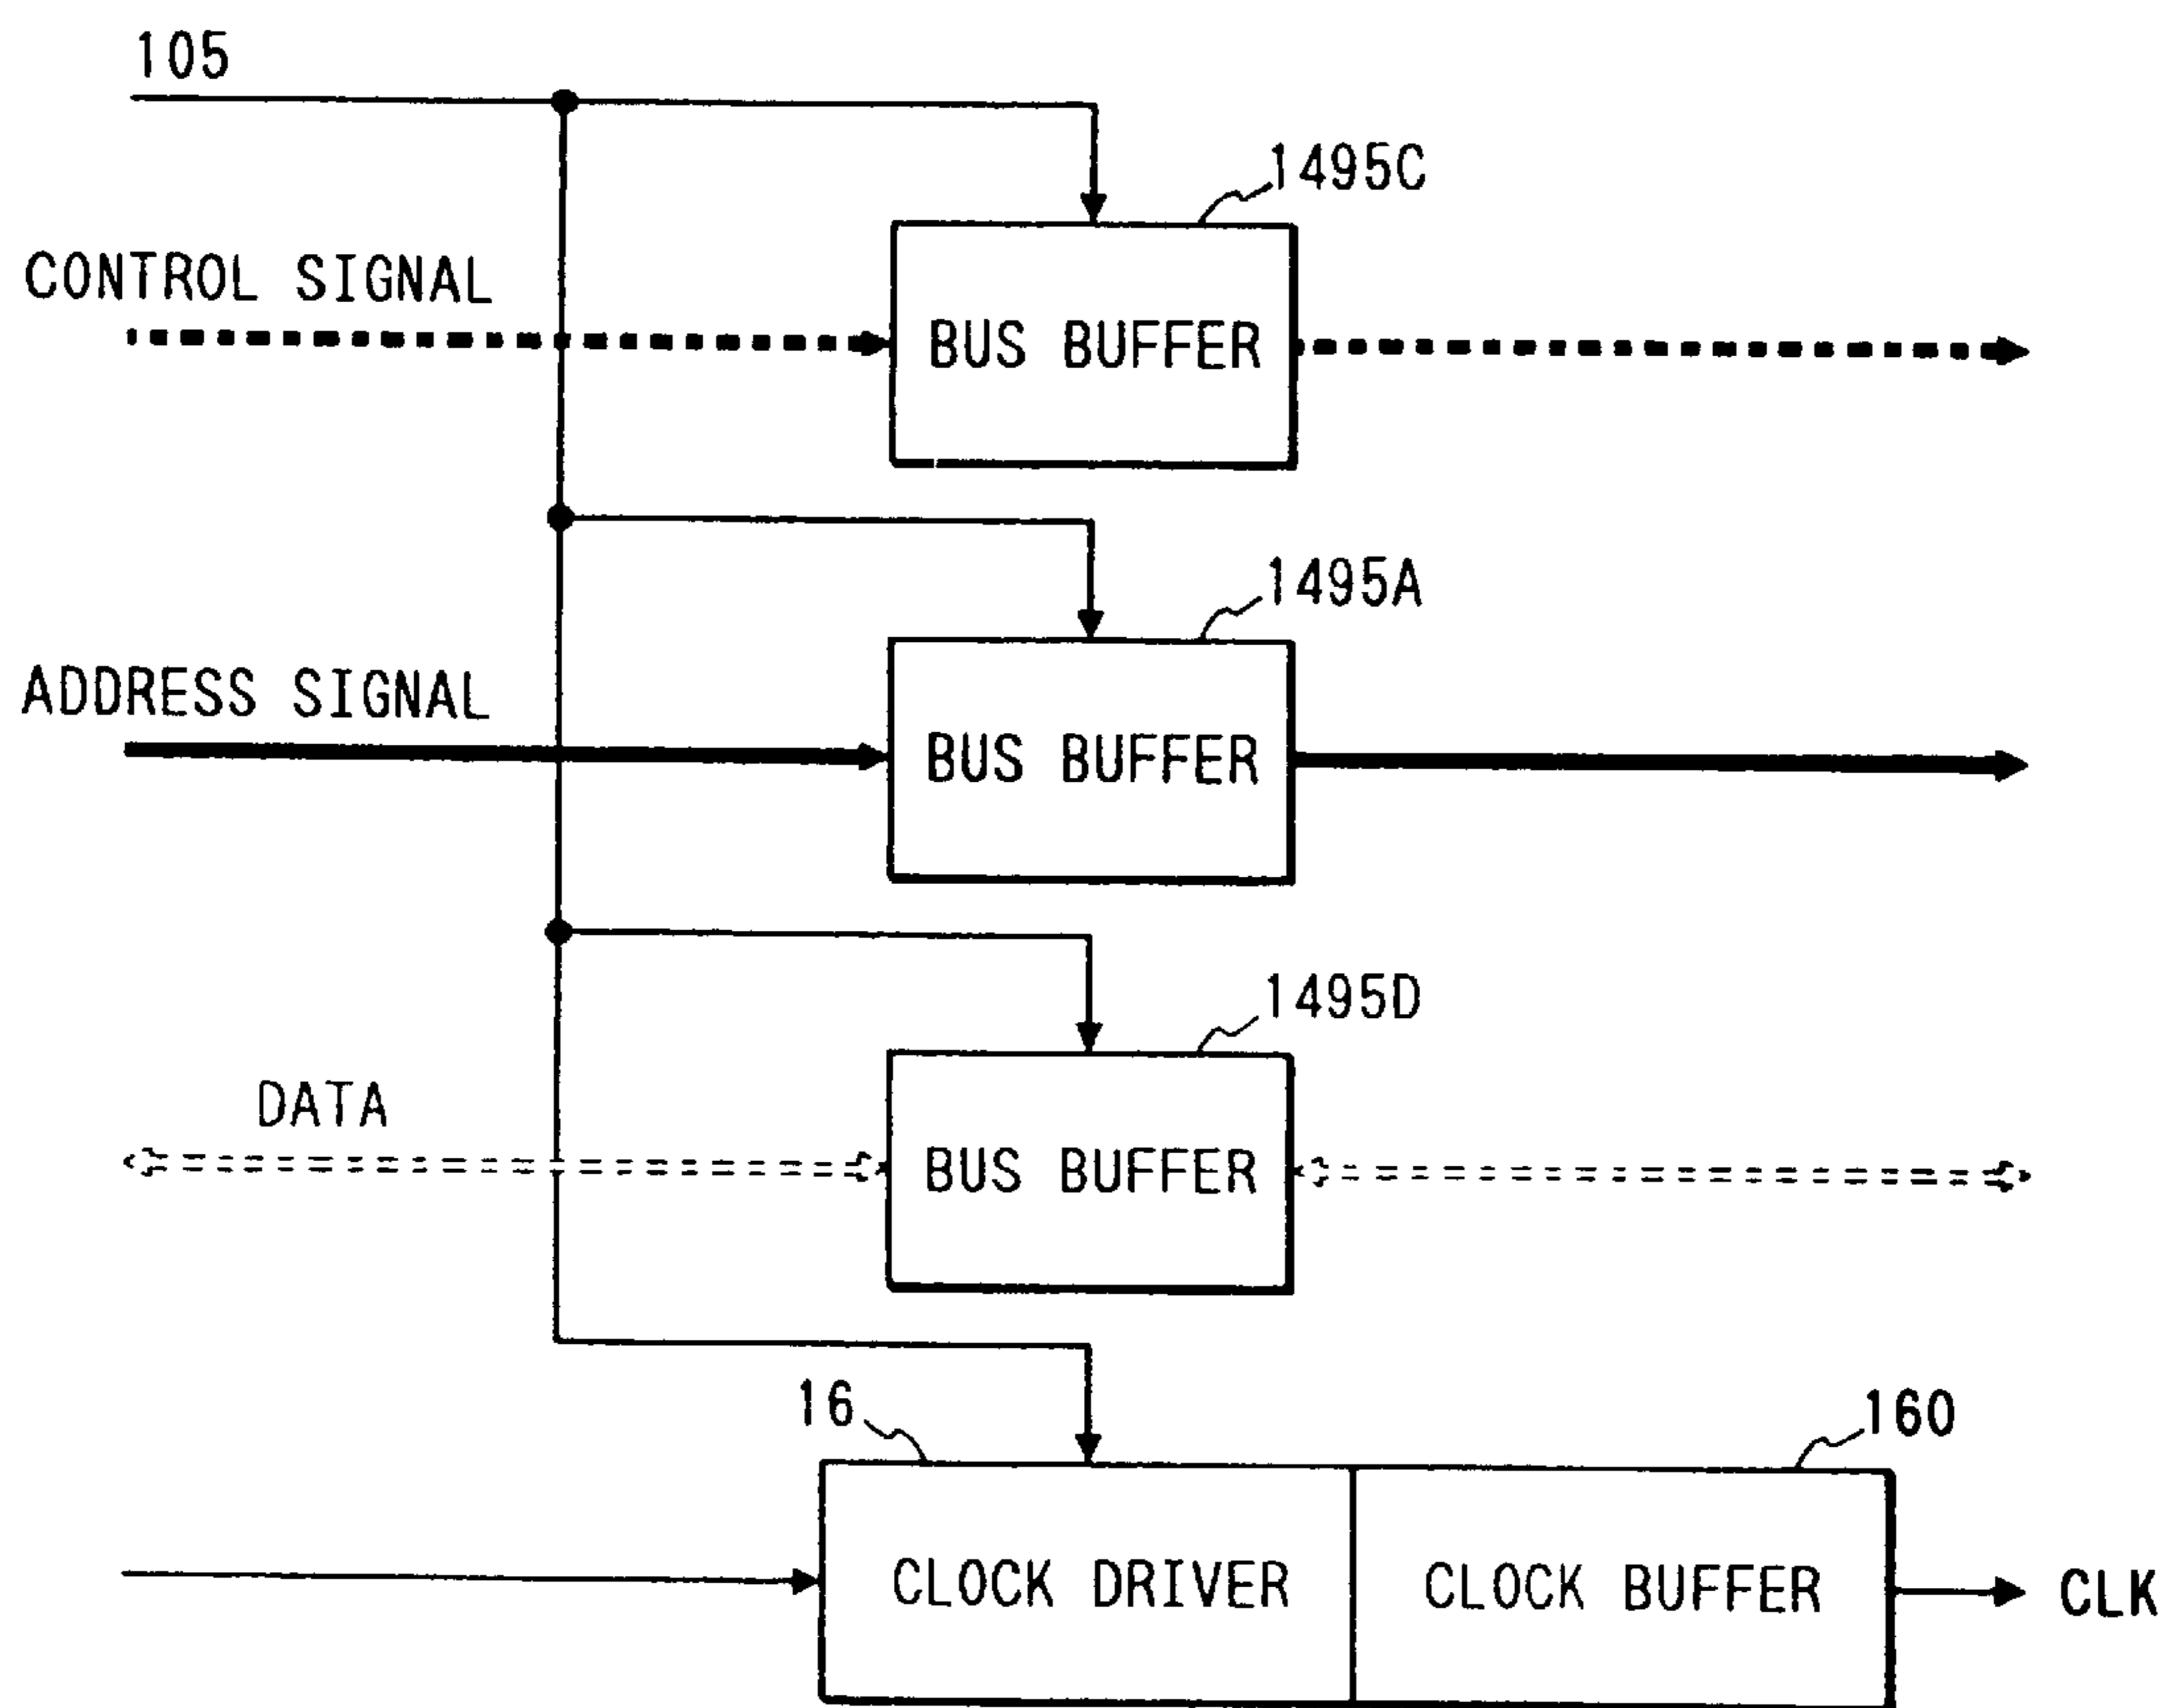 105
1495C
CONTROL SIGNAL
BUS BUFFER
1495A
ADDRESS SIGNAL
BUS BUFFER
1495D
DATA
BUS BUFFER
16
160
CLOCK DRIVER
CLOCK BUFFER
CLK